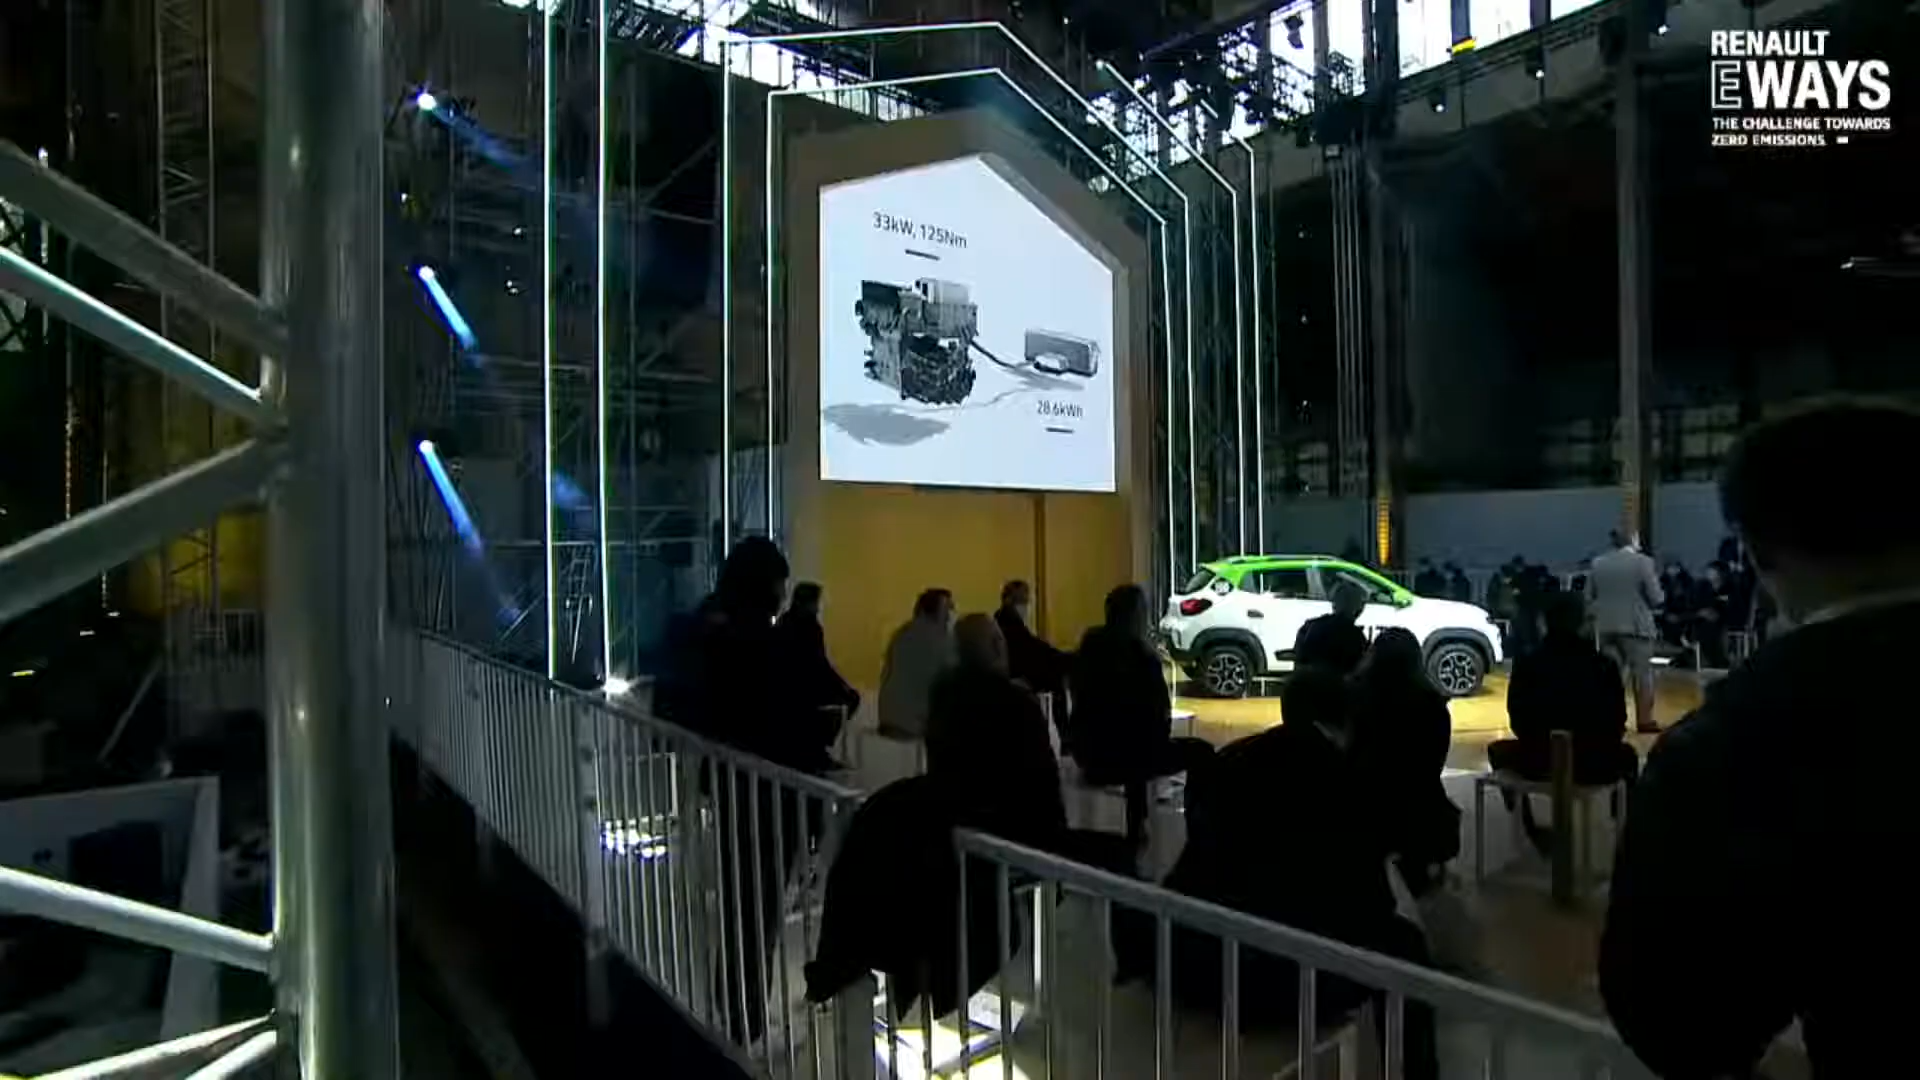 RENAULT
EWAYS
THE CHALLENGE TOWARDS
ZERO EMISSIONS
33kW, 125Nm
28.6kWh